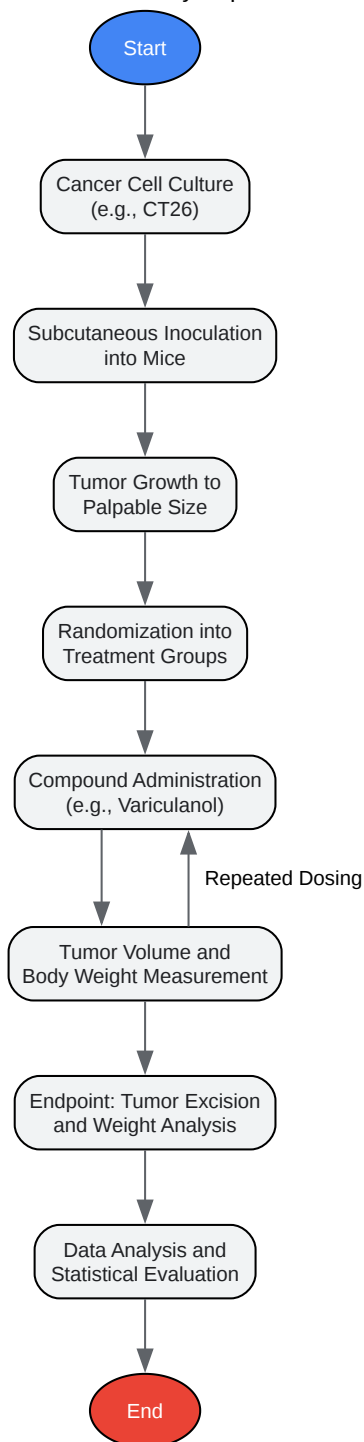 Start
Cancer Cell Culture
(e.g., CT26)
Subcutaneous Inoculation
into Mice
Tumor Growth to
Palpable Size
Randomization into
Treatment Groups
Compound Administration
(e.g., Variculanol)
Repeated Dosing
Tumor Volume and
Body Weight Measurement
Endpoint: Tumor Excision
and Weight Analysis
Data Analysis and
Statistical Evaluation
End